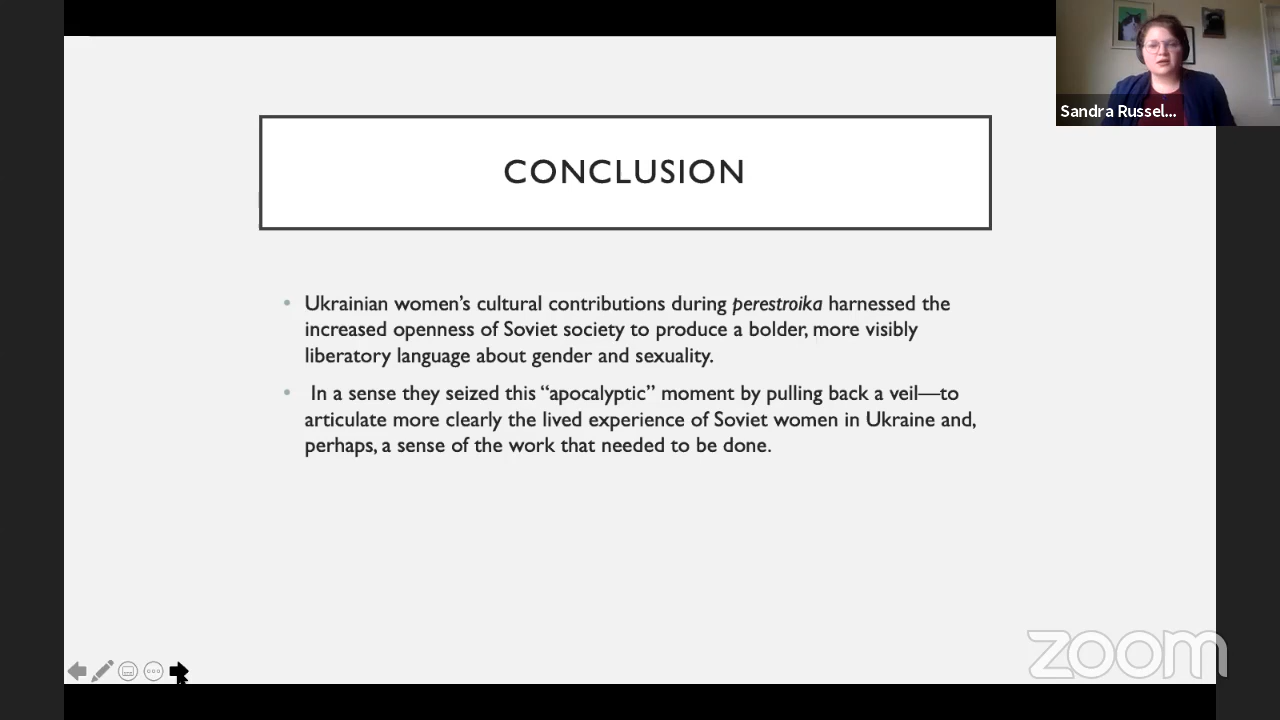 Sandra Russel...
CONCLUSION
• Ukrainian women’s cultural contributions during perestroika harnessed the
increased openness of Soviet society to produce a bolder, more visibly
liberatory language about gender and sexuality.
• In a sense they seized this “apocalyptic” moment by pulling back a veil—to
articulate more clearly the lived experience of Soviet women in Ukraine and,
perhaps, a sense of the work that needed to be done.
zoom